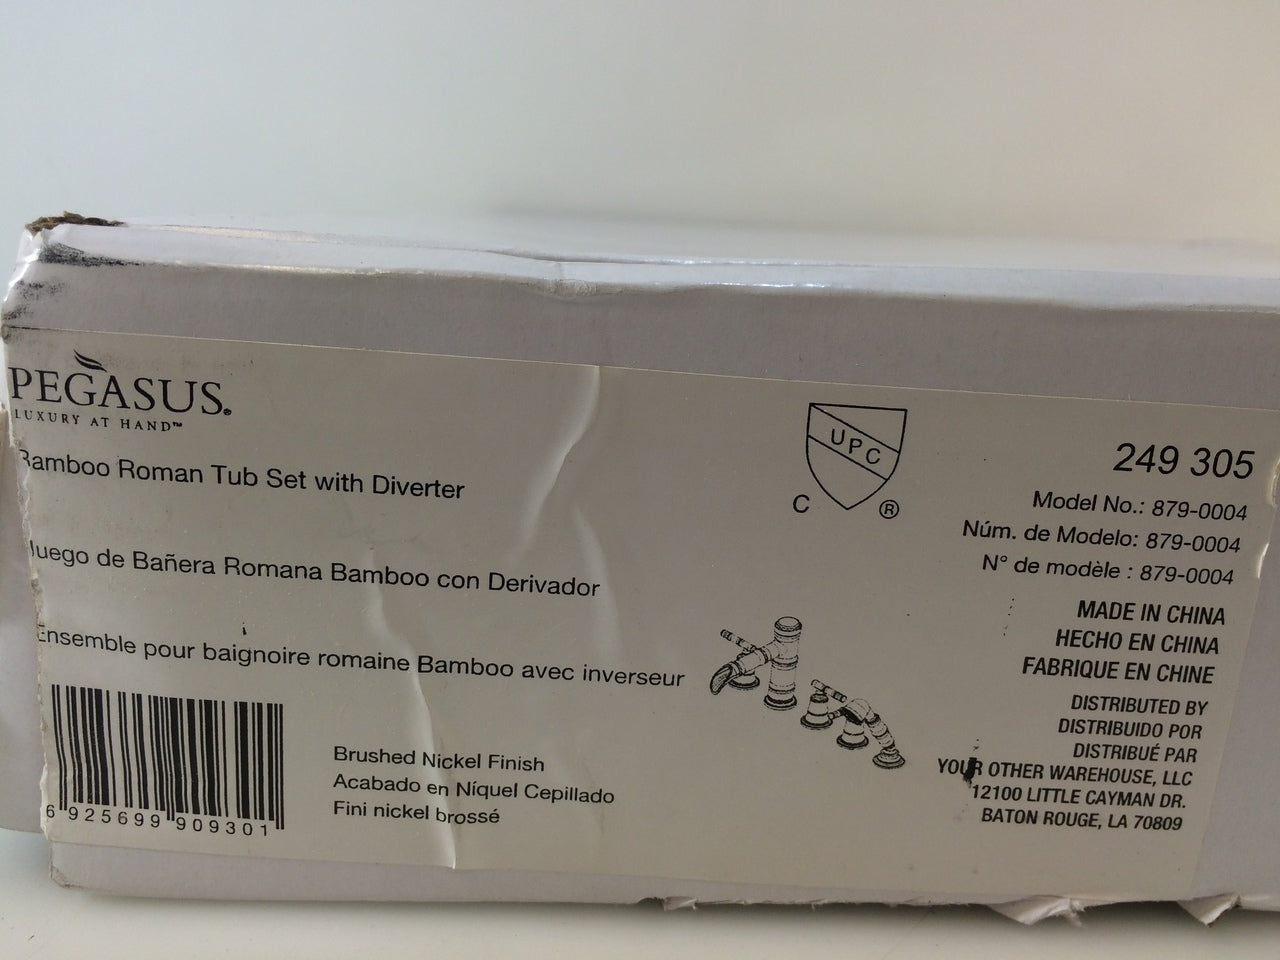 PEGASUS®
LUXURY AT HAND™
Bamboo Roman Tub Set with Diverter
Juego de Bañera Romana Bamboo con Derivador
Ensemble pour baignoire romaine Bamboo avec inverseur
6 925699 909301
Brushed Nickel Finish
Acabado en Níquel Cepillado
Fini nickel brossé
UPC
C ®
249 305
Model No.: 879-0004
Núm. de Modelo: 879-0004
N° de modèle : 879-0004
MADE IN CHINA
HECHO EN CHINA
FABRIQUE EN CHINE
DISTRIBUTED BY
DISTRIBUIDO POR
DISTRIBUÉ PAR
YOUR OTHER WAREHOUSE, LLC
12100 LITTLE CAYMAN DR.
BATON ROUGE, LA 70809